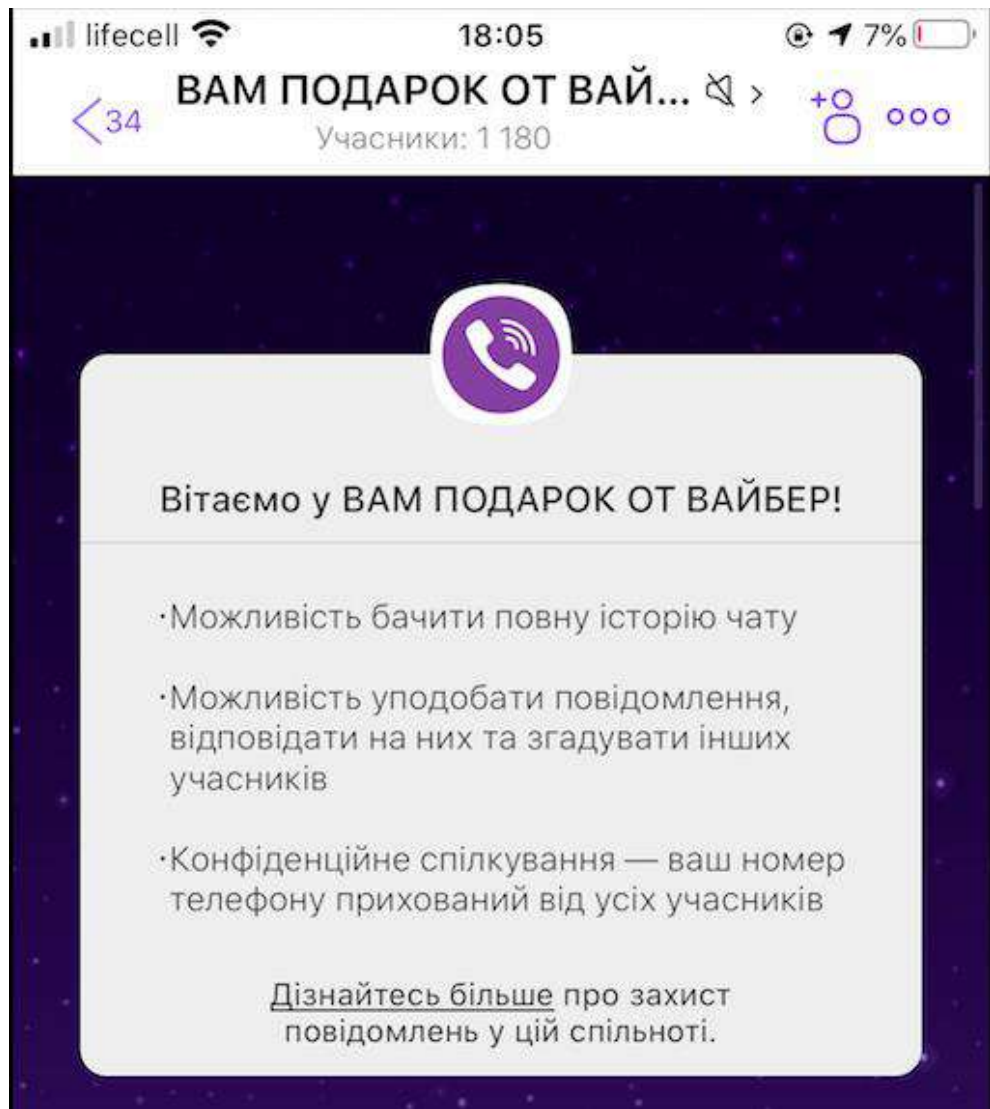 lifecell 18:05 7%
ВАМ ПОДАРОК ОТ ВАЙ...
34
Учасники: 1 180
Вітаємо у ВАМ ПОДАРОК ОТ ВАЙБЕР!
·Можливість бачити повну історію чату
·Можливість уподобати повідомлення,
відповідати на них та згадувати інших
учасників
·Конфіденційне спілкування — ваш номер
телефону прихований від усіх учасників
Дізнайтесь більше про захист
повідомлень у цій спільноті.